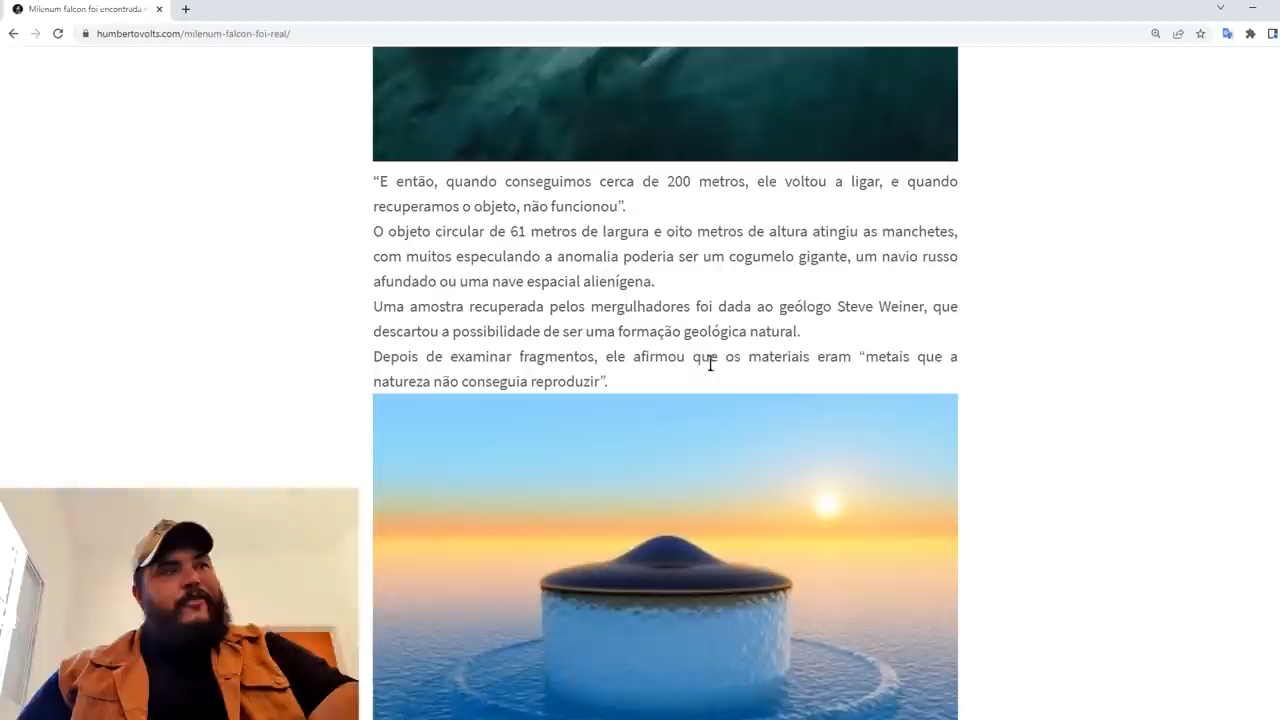 Milenum falcon foi encontrada
humbertovolts.com/milenum-falcon-foi-real/
“E então, quando conseguimos cerca de 200 metros, ele voltou a ligar, e quando
recuperamos o objeto, não funcionou”.
O objeto circular de 61 metros de largura e oito metros de altura atingiu as manchetes,
com muitos especulando a anomalia poderia ser um cogumelo gigante, um navio russo
afundado ou uma nave espacial alienígena.
Uma amostra recuperada pelos mergulhadores foi dada ao geólogo Steve Weiner, que
descartou a possibilidade de ser uma formação geológica natural.
Depois de examinar fragmentos, ele afirmou que os materiais eram “metais que a
natureza não conseguia reproduzir”.